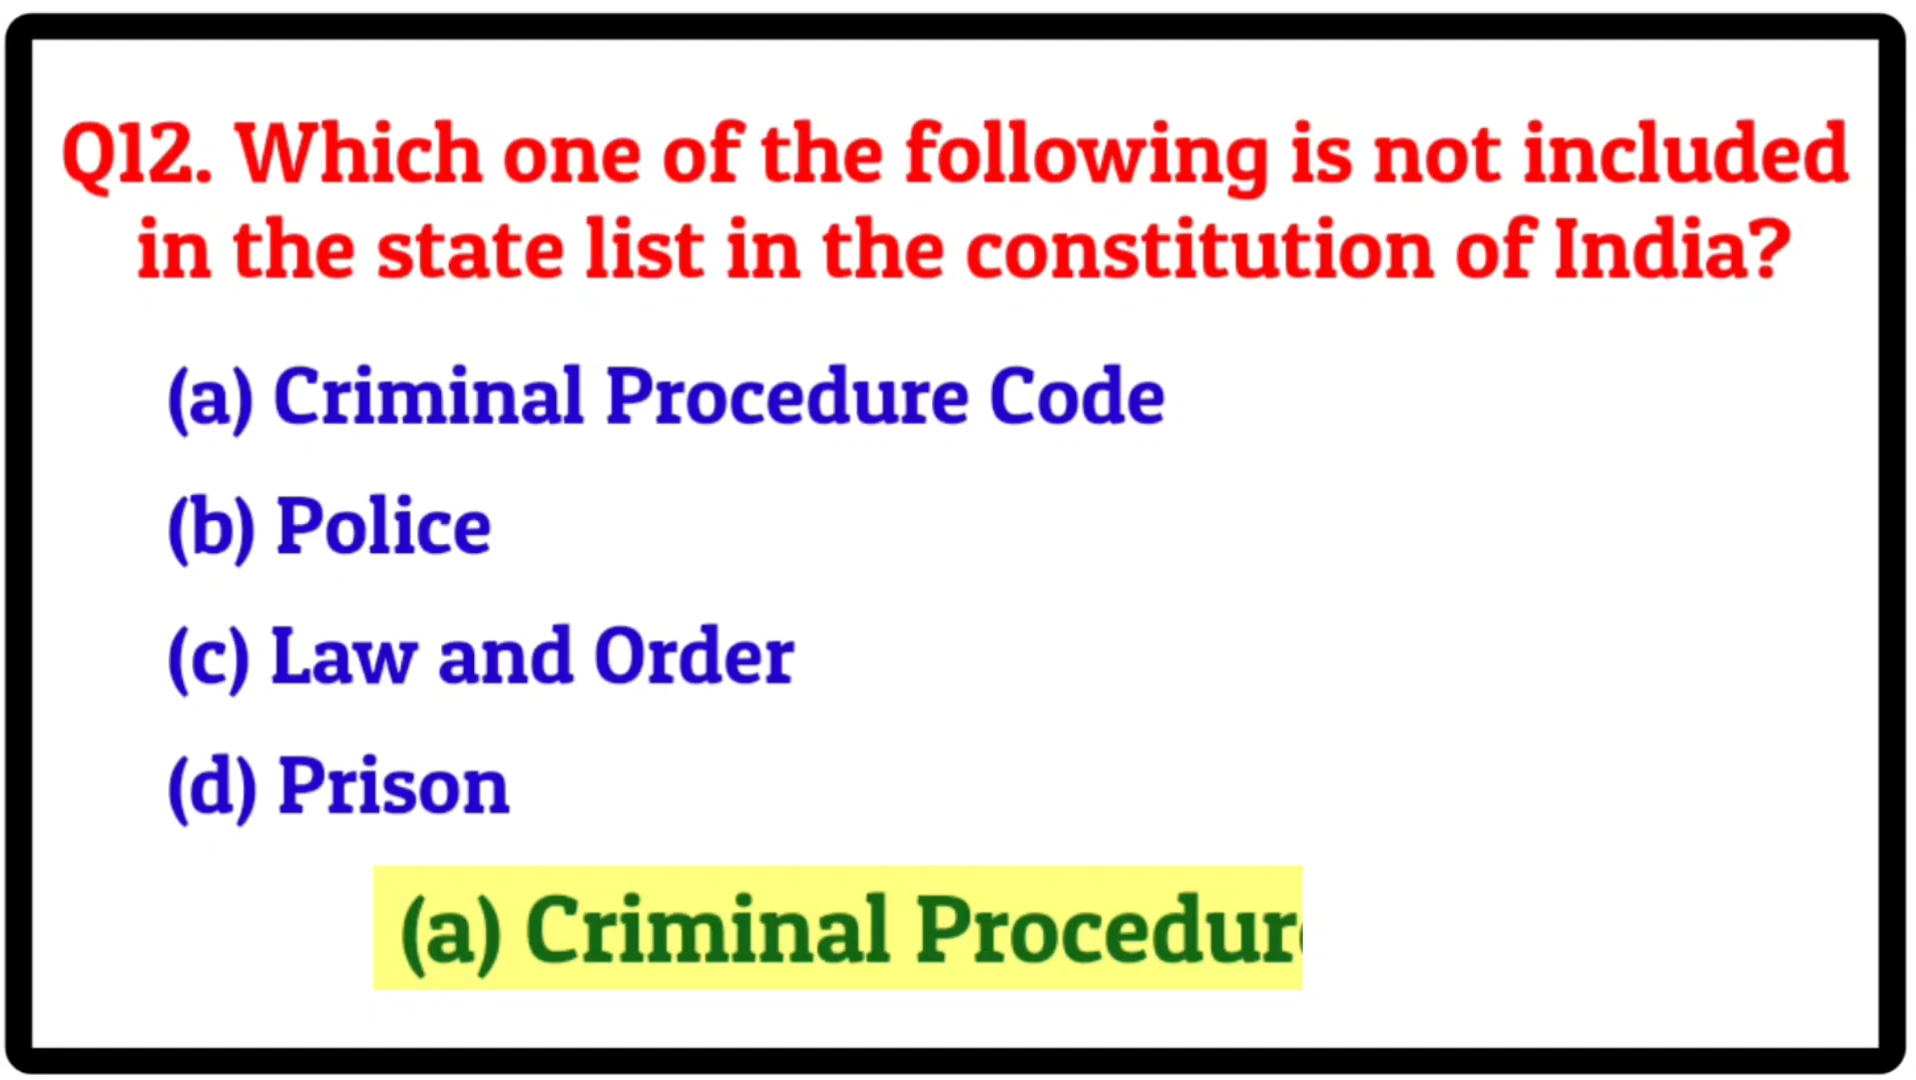 Q12. Which one of the following is not included
in the state list in the constitution of India?
(a) Criminal Procedure Code
(b) Police
(c) Law and Order
(d) Prison
(a) Criminal Procedur